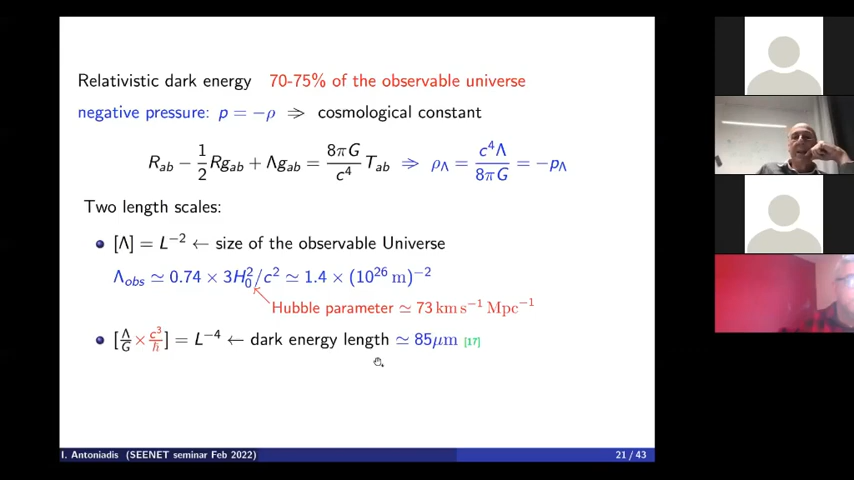 Relativistic dark energy 70-75% of the observable universe
negative pressure: p = −ρ ⇒ cosmological constant
R_ab − 1/2 Rg_ab + Λg_ab = 8πG/c^4 T_ab ⇒ ρ_Λ = c^4Λ/8πG = −p_Λ
Two length scales:
• [Λ] = L^−2 ← size of the observable Universe
Λ_obs ≃ 0.74 × 3H_0^2/c^2 ≃ 1.4 × (10^26 m)^−2
Hubble parameter ≃ 73 km s^−1 Mpc^−1
• [Λ/G × c^3/ℏ] = L^−4 ← dark energy length ≃ 85μm [17]
I. Antoniadis (SEENET seminar Feb 2022) 21 / 43